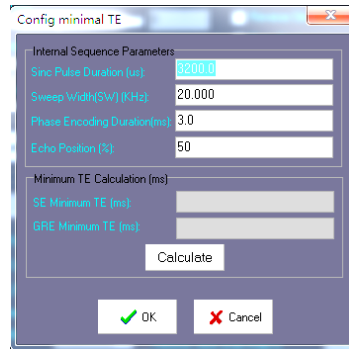 Config minimal TE
Internal Sequence Parameters
Sinc Pulse Duration (us): 3200.0
Sweep Width(SW) (KHz): 20.000
Phase Encoding Duration(ms): 3.0
Echo Position (%): 50
Minimum TE Calculation (ms)
SE Minimum TE (ms):
GRE Minimum TE (ms):
Calculate
OK Cancel